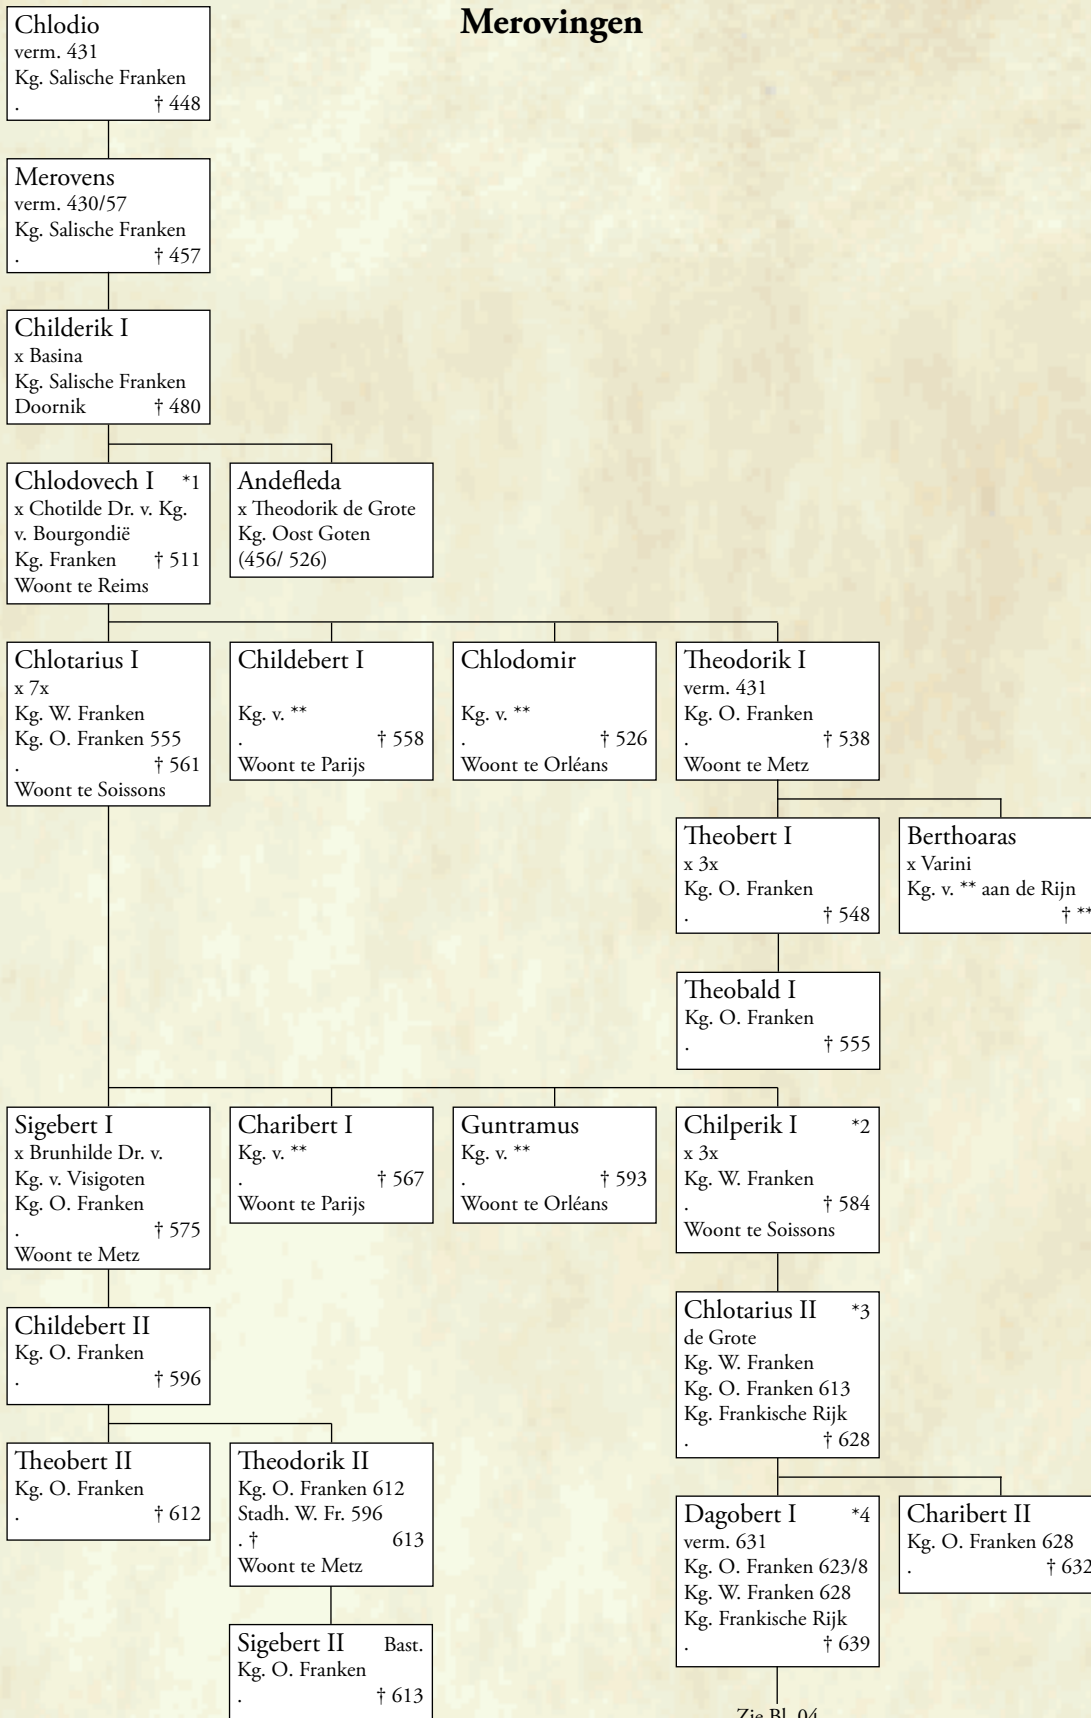 Merovingen
Chlodio
verm. 431
Kg. Salische Franken
. † 448
Merovens
verm. 430/57
Kg. Salische Franken
. † 457
Childerik I
x Basina
Kg. Salische Franken
Doornik † 480
Chlodovech I *1
x Chotilde Dr. v. Kg.
v. Bourgondië
Kg. Franken † 511
Woont te Reims
Andefleda
x Theodorik de Grote
Kg. Oost Goten
(456/ 526)
Chlotarius I
x 7x
Kg. W. Franken
Kg. O. Franken 555
. † 561
Woont te Soissons
Childebert I
Kg. v. **
. † 558
Woont te Parijs
Chlodomir
Kg. v. **
. † 526
Woont te Orléans
Theodorik I
verm. 431
Kg. O. Franken
. † 538
Woont te Metz
Theobert I
x 3x
Kg. O. Franken
. † 548
Berthoaras
x Varini
Kg. v. ** aan de Rijn
† **
Theobald I
Kg. O. Franken
. † 555
Sigebert I
x Brunhilde Dr. v.
Kg. v. Visigoten
Kg. O. Franken
. † 575
Woont te Metz
Charibert I
Kg. v. **
. † 567
Woont te Parijs
Guntramus
Kg. v. **
. † 593
Woont te Orléans
Chilperik I *2
x 3x
Kg. W. Franken
. † 584
Woont te Soissons
Childebert II
Kg. O. Franken
. † 596
Chlotarius II *3
de Grote
Kg. W. Franken
Kg. O. Franken 613
Kg. Frankische Rijk
. † 628
Theobert II
Kg. O. Franken
. † 612
Theodorik II
Kg. O. Franken 612
Stadh. W. Fr. 596
. † 613
Woont te Metz
Dagobert I *4
verm. 631
Kg. O. Franken 623/8
Kg. W. Franken 628
Kg. Frankische Rijk
. † 639
Charibert II
Kg. O. Franken 628
. † 632
Sigebert II Bast.
Kg. O. Franken
. † 613
Zie Bl. 04